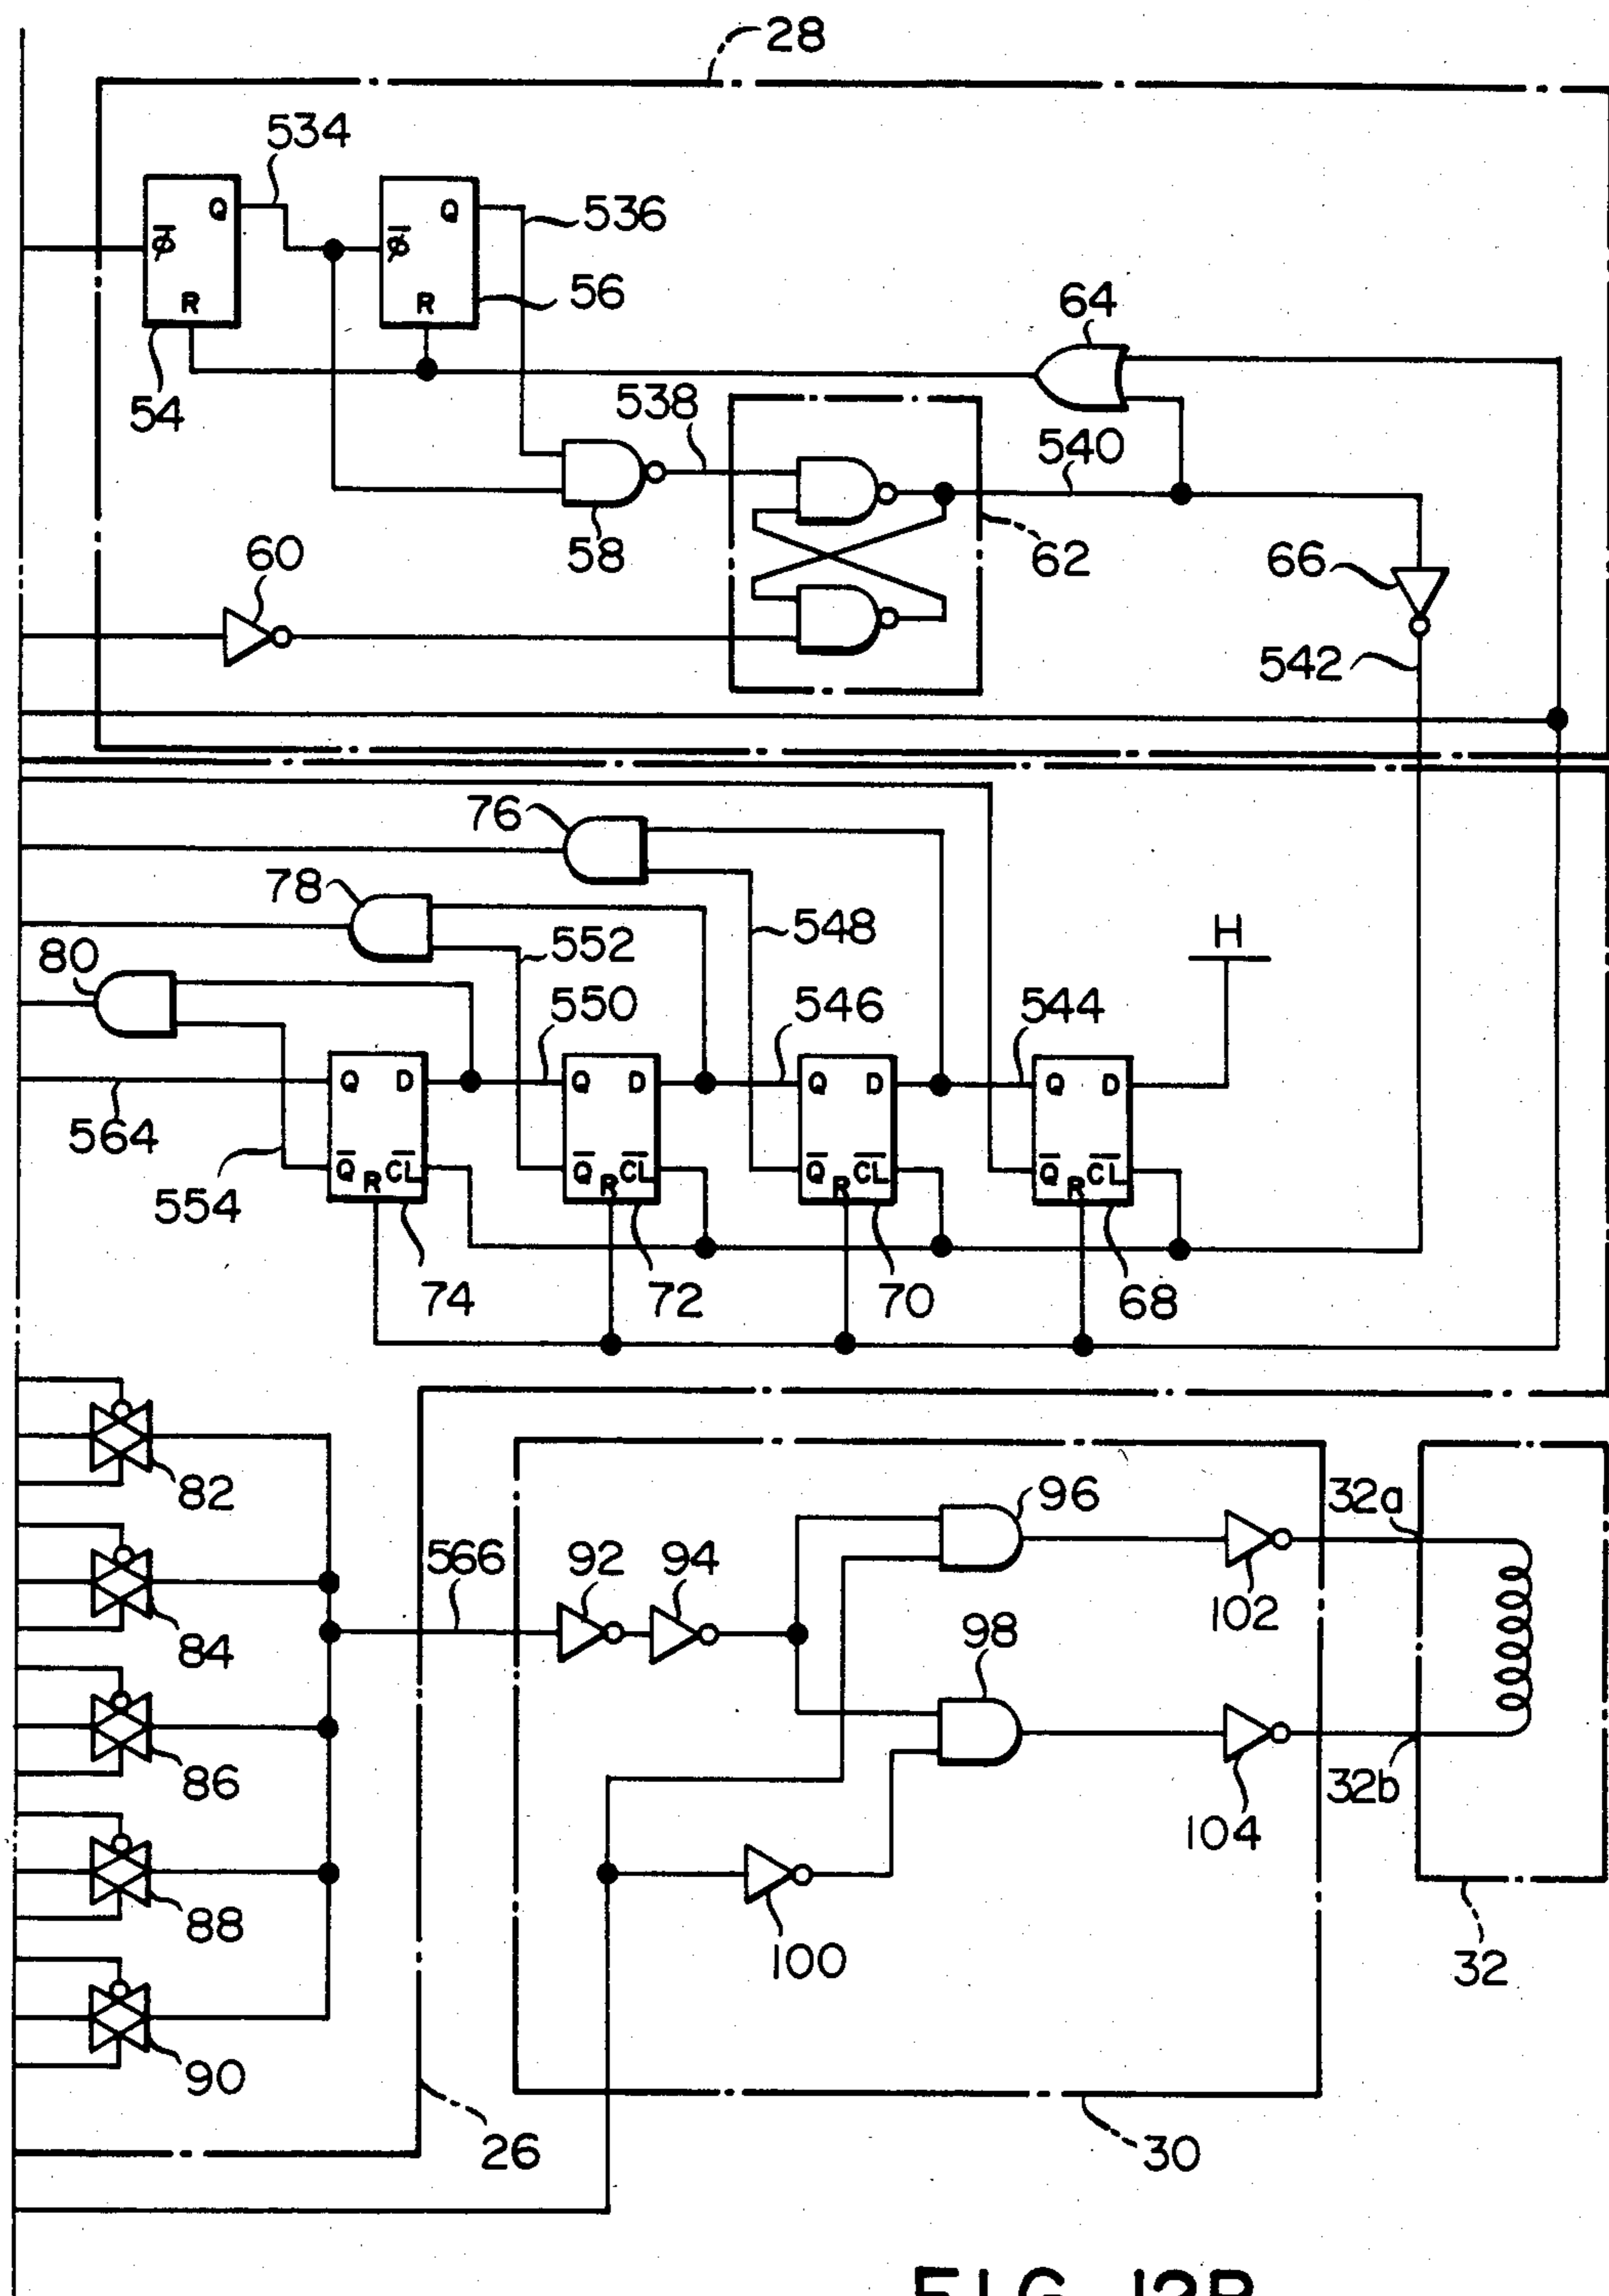 28
534
Q
Q
536
φ̅
φ̅
R
R
56
54
64
538
540
58
62
60
66
542
76
78
548
552
H
80
550
546
544
Q D
Q D
Q D
Q D
564
Q̅ R C̅L̅
Q̅ R C̅L̅
Q̅ R C̅L̅
Q̅ R C̅L̅
554
74
72
70
68
82
96
32a
566
92
94
102
84
98
86
32b
104
88
100
32
90
26
30
FIG. 12B